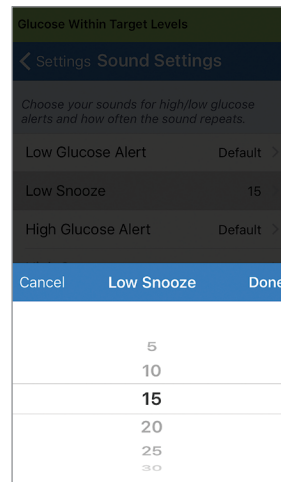 Glucose Within Target Levels
Settings Sound Settings
Choose your sounds for high/low glucose
alerts and how often the sound repeats.
Low Glucose Alert Default
Low Snooze 15
High Glucose Alert Default
Cancel Low Snooze Done
5
10
15
20
25
30